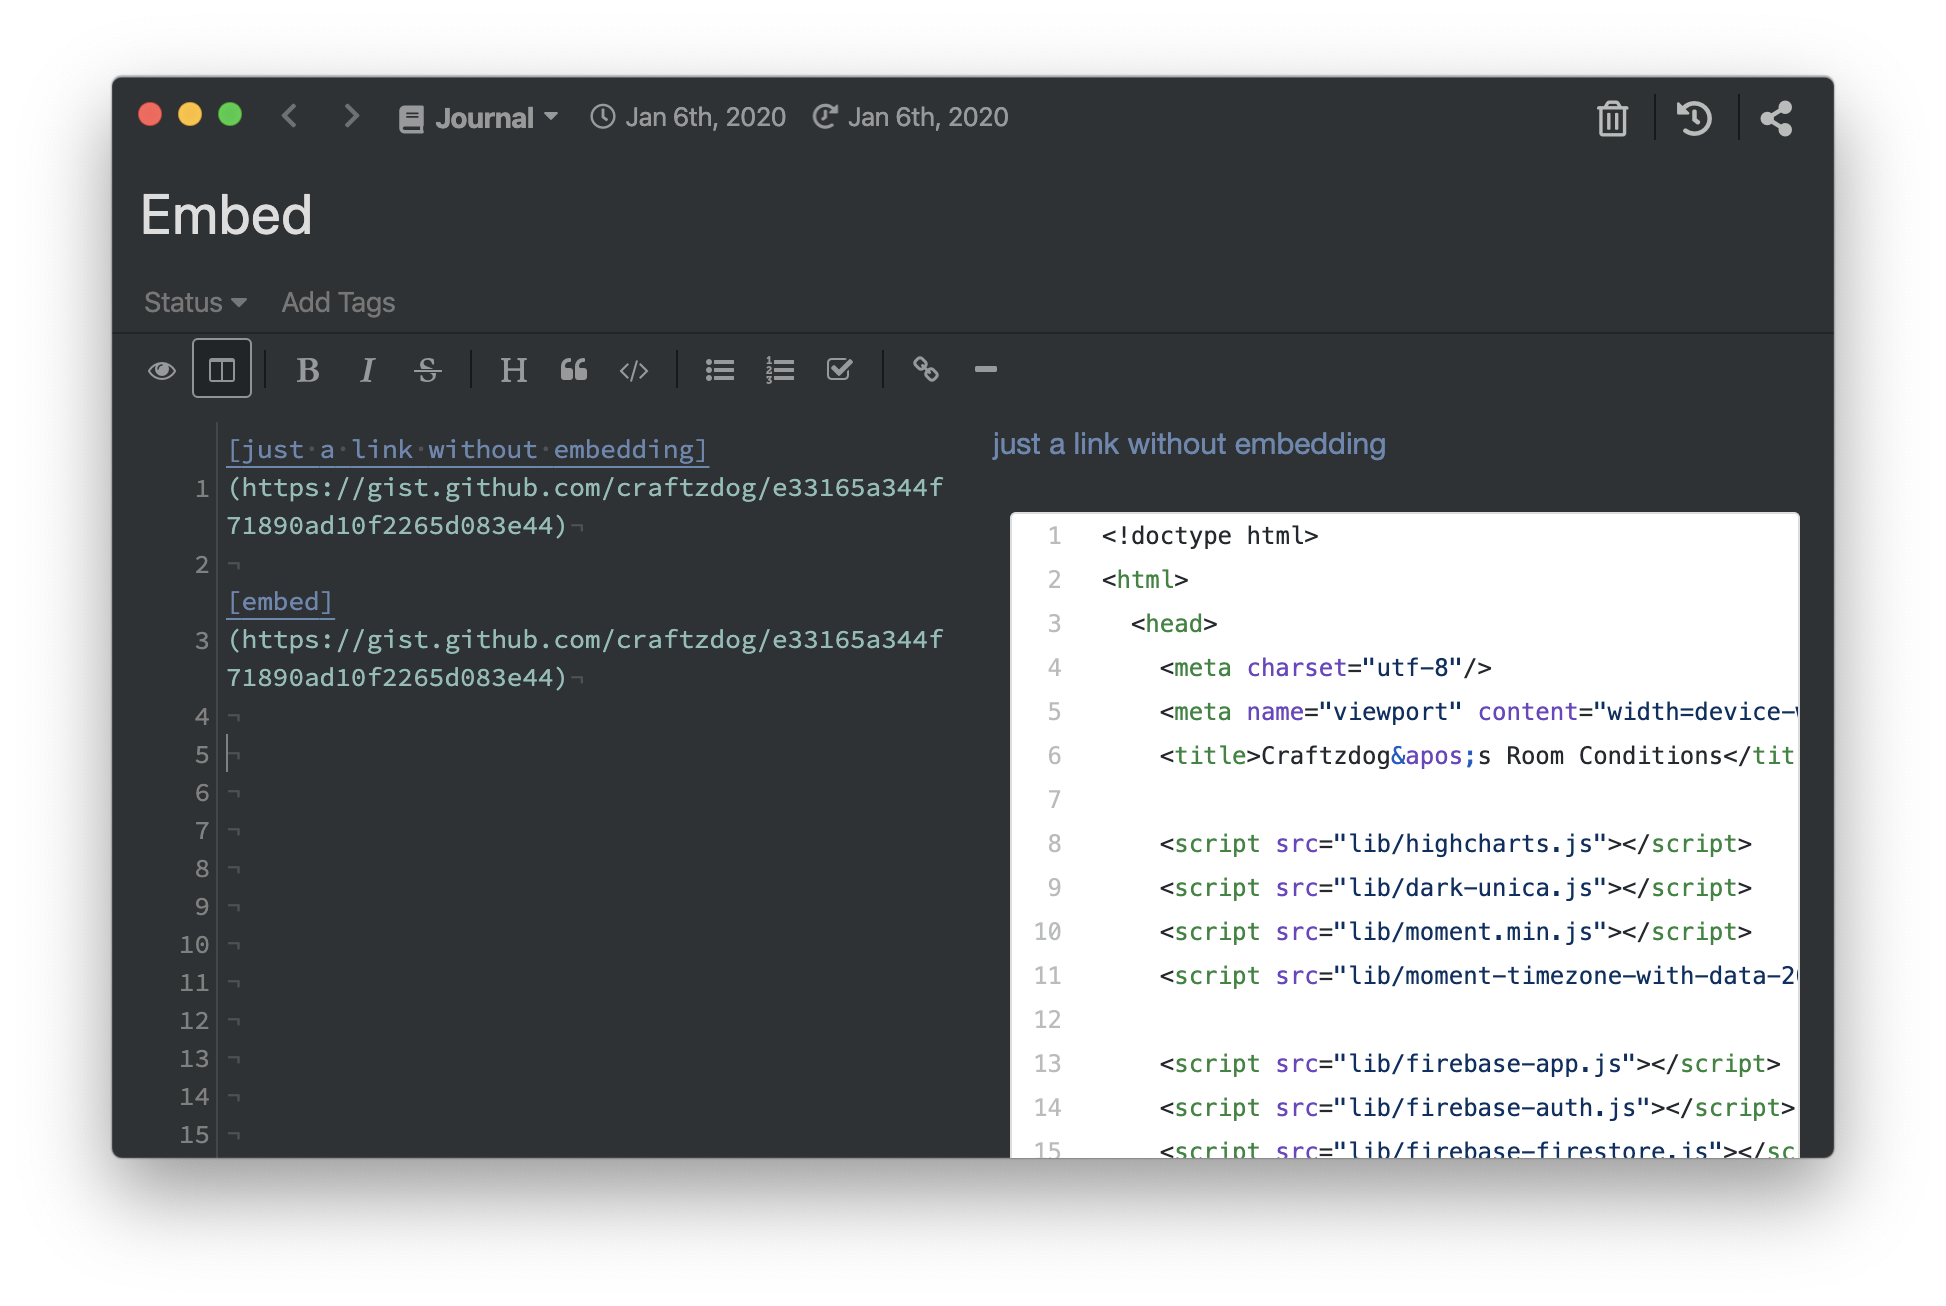 Journal Jan 6th, 2020 Jan 6th, 2020
Embed
Status Add Tags
B I S H
[just·a·link·without·embedding]
1 (https://gist.github.com/craftzdog/e33165a344f
71890ad10f2265d083e44)¬
2 ¬
[embed]
3 (https://gist.github.com/craftzdog/e33165a344f
71890ad10f2265d083e44)¬
4 ¬
5 ¬
6 ¬
7 ¬
8 ¬
9 ¬
10 ¬
11 ¬
12 ¬
13 ¬
14 ¬
15 ¬
just a link without embedding
1 <!doctype html>
2 <html>
3 <head>
4 <meta charset="utf-8"/>
5 <meta name="viewport" content="width=device-
6 <title>Craftzdog&apos;s Room Conditions</tit
7
8 <script src="lib/highcharts.js"></script>
9 <script src="lib/dark-unica.js"></script>
10 <script src="lib/moment.min.js"></script>
11 <script src="lib/moment-timezone-with-data-2
12
13 <script src="lib/firebase-app.js"></script>
14 <script src="lib/firebase-auth.js"></script>
15 <script src="lib/firebase-firestore.js"></sc